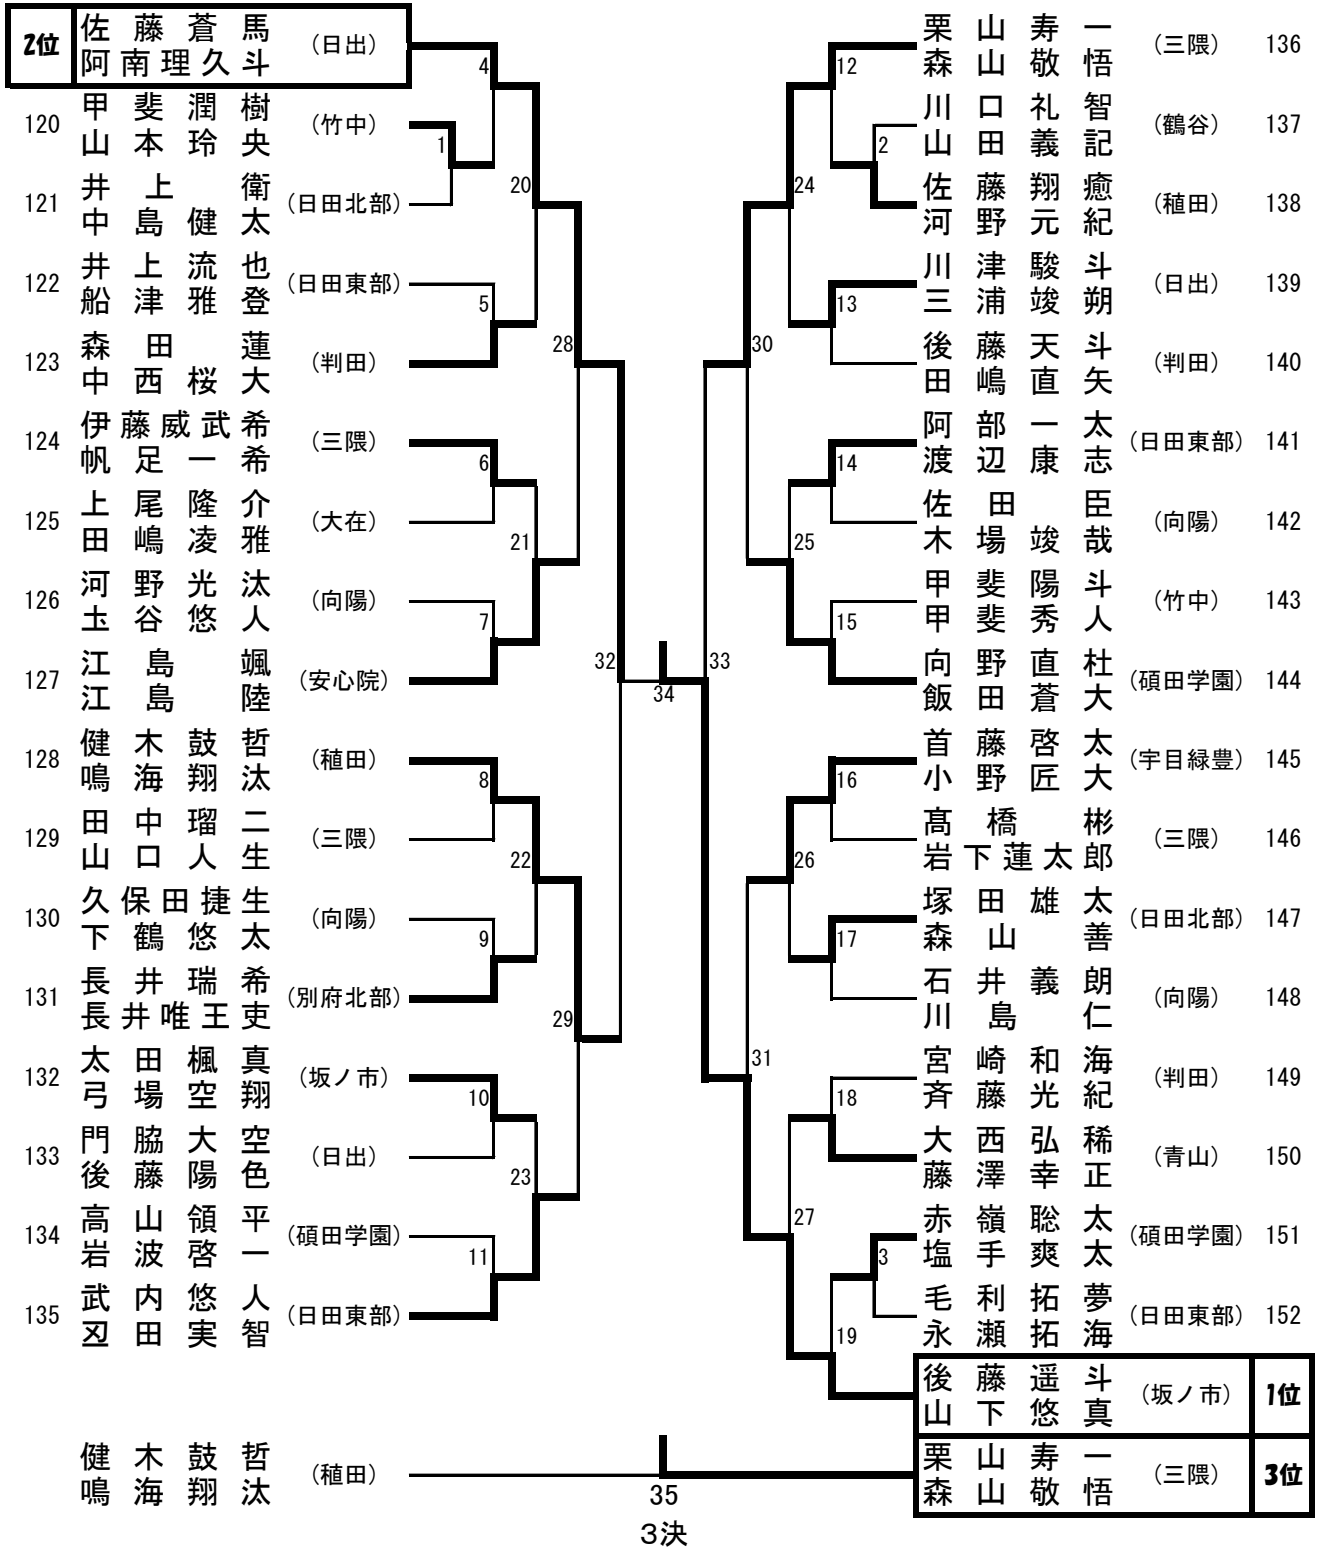 2位 佐藤蒼馬 (日出)
阿南理久斗
120 甲斐潤樹 (竹中)
山本玲央
121 井上衛 (日田北部)
中島健太
122 井上流也 (日田東部)
船津雅登
123 森田蓮 (判田)
中西桜大
124 伊藤威武希 (三隈)
帆足一希
125 上尾隆介 (大在)
田嶋凌雅
126 河野光汰 (向陽)
圡谷悠人
127 江島颯 (安心院)
江島陸
128 健木鼓哲 (稙田)
鳴海翔汰
129 田中瑠二 (三隈)
山口人生
130 久保田捷生 (向陽)
下鶴悠太
131 長井瑞希 (別府北部)
長井唯王吏
132 太田楓真 (坂ノ市)
弓場空翔
133 門脇大空 (日出)
後藤陽色
134 高山領平 (碩田学園)
岩波啓一
135 武内悠人 (日田東部)
田実智
健木鼓哲 (稙田)
鳴海翔汰
4
1
20
5
28
6
21
7
32
8
22
9
29
10
23
11
34
35
3決
12
2
24
13
30
14
25
15
33
16
26
17
31
18
27
3
19
栗山寿一 (三隈) 136
森山敬悟
川口礼智 (鶴谷) 137
山田義記
佐藤翔癒 (稙田) 138
河野元紀
川津駿斗 (日出) 139
三浦竣朔
後藤天斗 (判田) 140
田嶋直矢
阿部一太 (日田東部) 141
渡辺康志
佐田臣 (向陽) 142
木場竣哉
甲斐陽斗 (竹中) 143
甲斐秀人
向野直杜 (碩田学園) 144
飯田蒼大
首藤啓太 (宇目緑豊) 145
小野匠大
髙橋彬 (三隈) 146
岩下蓮太郎
塚田雄太 (日田北部) 147
森山善
石井義朗 (向陽) 148
川島仁
宮崎和海 (判田) 149
斉藤光紀
大西弘稀 (青山) 150
藤澤幸正
赤嶺聡太 (碩田学園) 151
塩手爽太
毛利拓夢 (日田東部) 152
永瀬拓海
後藤遥斗 (坂ノ市) 1位
山下悠真
栗山寿一 (三隈) 3位
森山敬悟